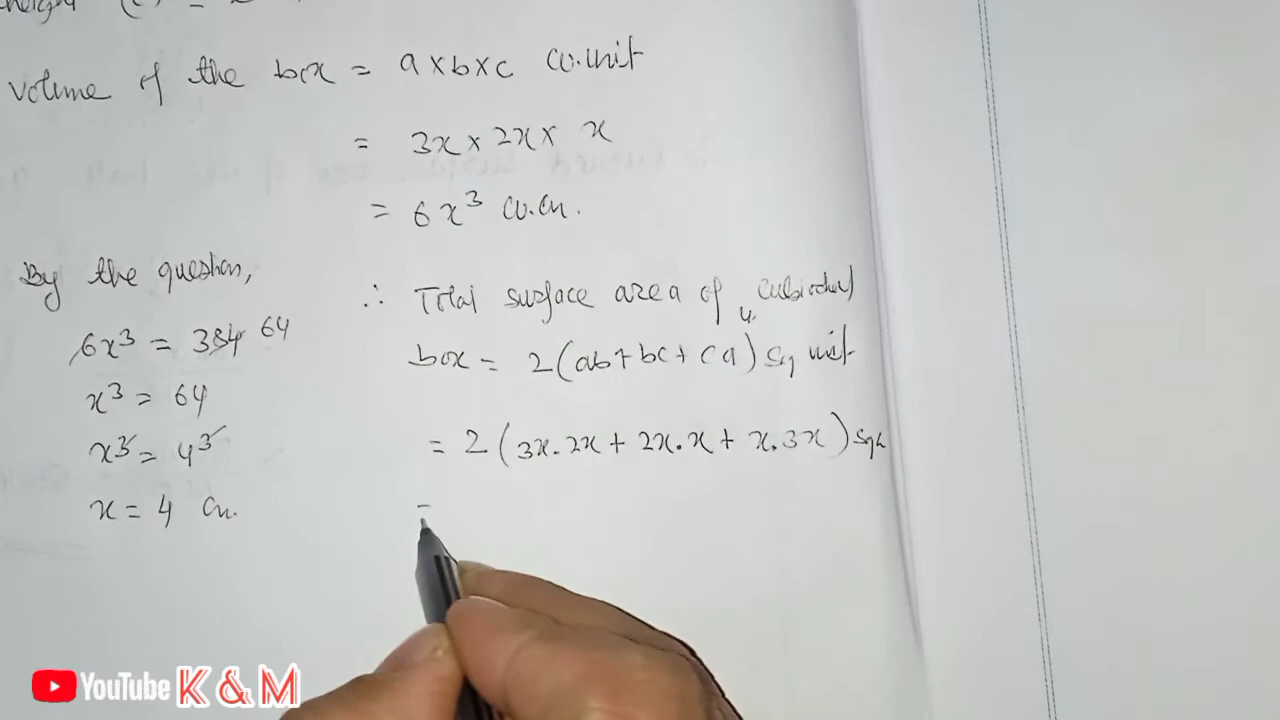 height (c) =
volume of the box = a×b×c cu.unit
= 3x × 2x × x
= 6x³ cu.cm.
By the question,
6x³ = 384 64
x³ = 64
x³ = 4³
x = 4 cm.
∴ Total surface area of cuboidal
box = 2(ab+bc+ca) sq unit
= 2(3x.2x + 2x.x + x.3x)
=
YouTube K & M